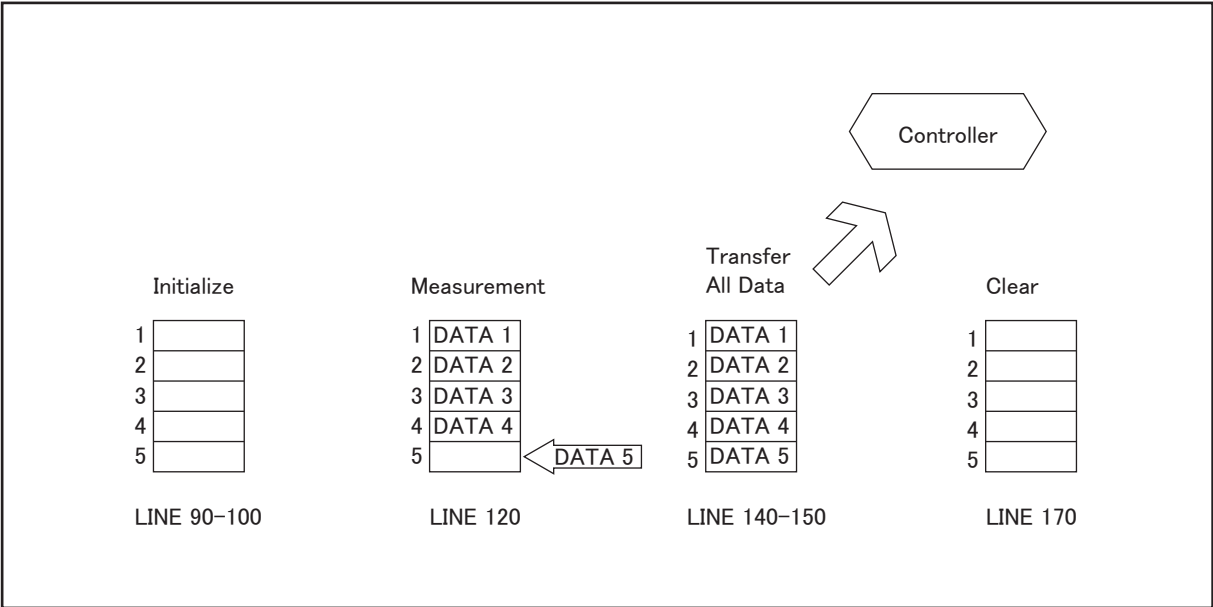 Controller
Initialize
1
2
3
4
5
LINE 90-100
Measurement
1 DATA 1
2 DATA 2
3 DATA 3
4 DATA 4
5
DATA 5
LINE 120
Transfer
All Data
1 DATA 1
2 DATA 2
3 DATA 3
4 DATA 4
5 DATA 5
LINE 140-150
Clear
1
2
3
4
5
LINE 170